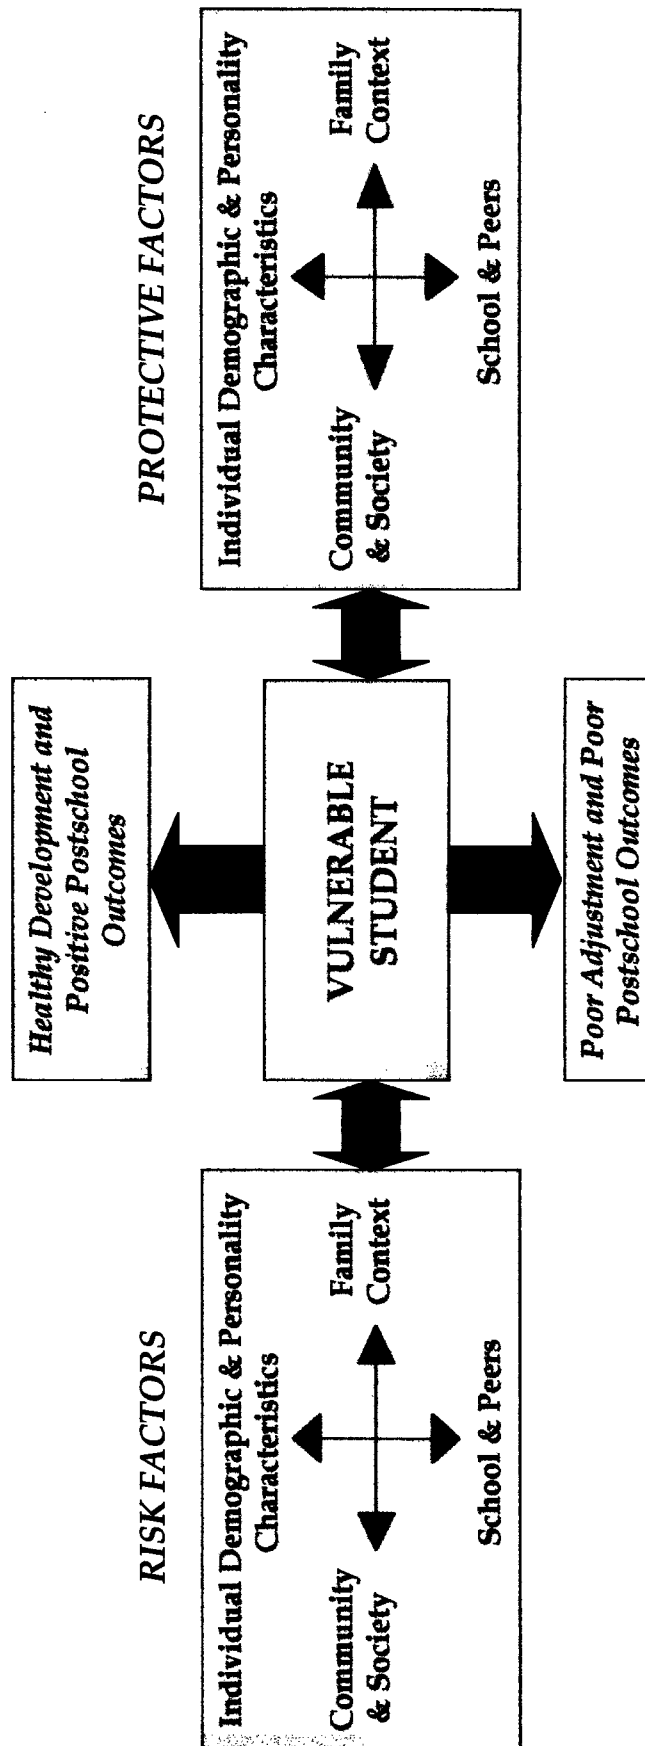 RISK FACTORS
Individual Demographic & Personality
Characteristics
Community
& Society
Family
Context
School & Peers
Healthy Development and
Positive Postschool
Outcomes
VULNERABLE
STUDENT
Poor Adjustment and Poor
Postschool Outcomes
PROTECTIVE FACTORS
Individual Demographic & Personality
Characteristics
Community
& Society
Family
Context
School & Peers